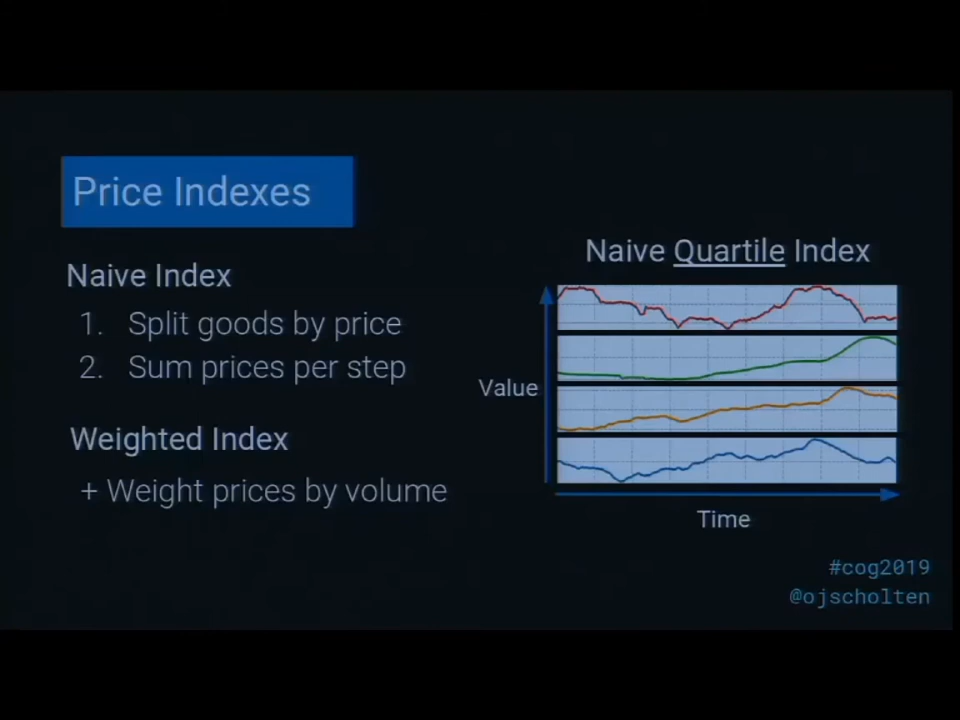 Price Indexes
Naive Index
1. Split goods by price
2. Sum prices per step
Weighted Index
+ Weight prices by volume
Naive Quartile Index
Value
Time
#cog2019
@ojscholten